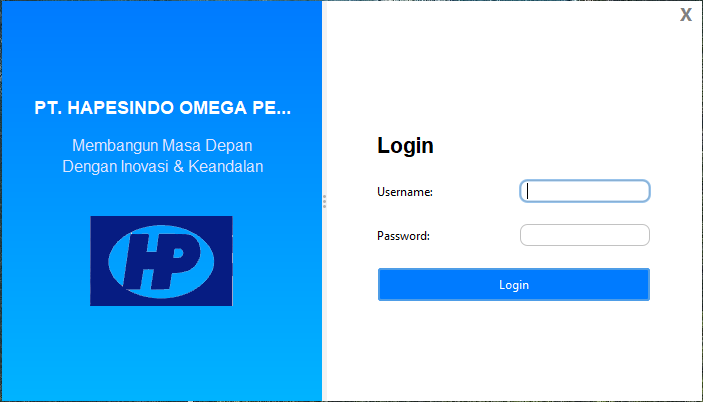 X
PT. HAPESINDO OMEGA PE...
Membangun Masa Depan
Dengan Inovasi & Keandalan
HP
Login
Username:
Password:
Login